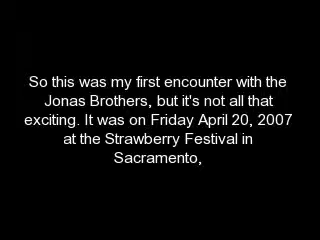 So this was my first encounter with the
Jonas Brothers, but it's not all that
exciting. It was on Friday April 20, 2007
at the Strawberry Festival in
Sacramento,